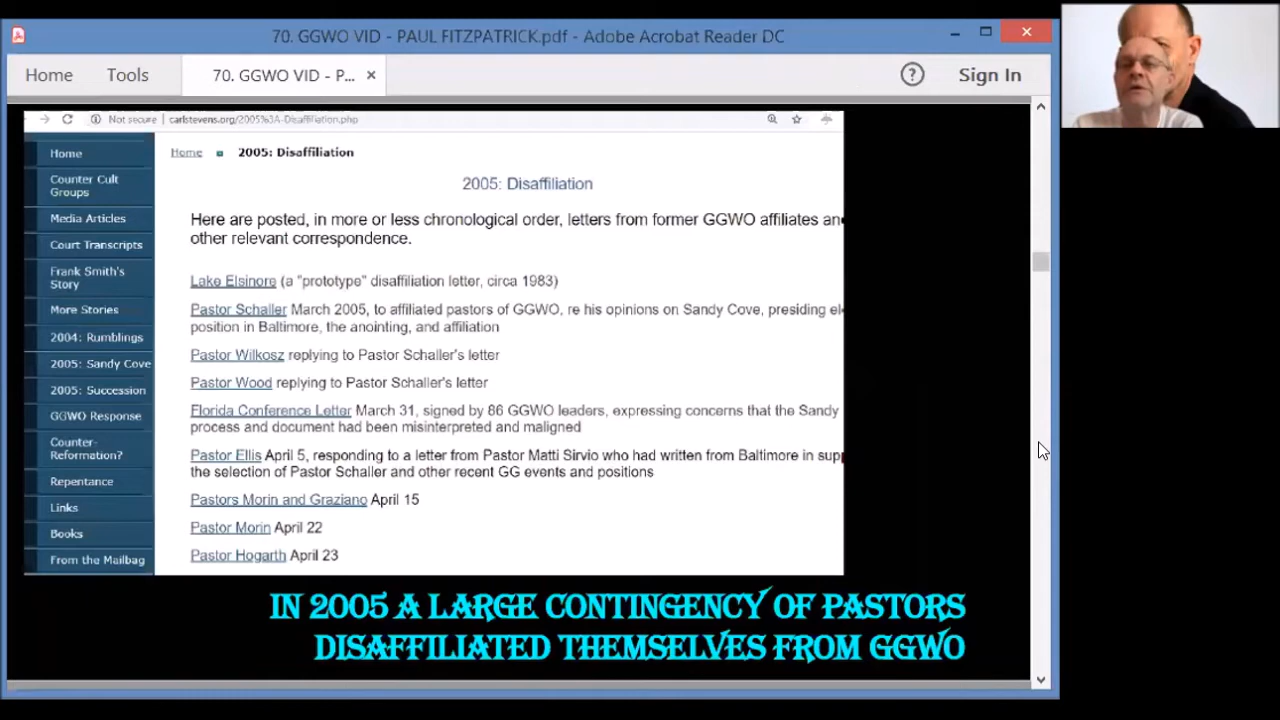 70. GGWO VID - PAUL FITZPATRICK.pdf - Adobe Acrobat Reader DC
Home Tools 70. GGWO VID - P... × ? Sign In
Not secure carlstevens.org/2005%3A-Disaffiliation.php
Home
Counter Cult
Groups
Media Articles
Court Transcripts
Frank Smith's
Story
More Stories
2004: Rumblings
2005: Sandy Cove
2005: Succession
GGWO Response
Counter-
Reformation?
Repentance
Links
Books
From the Mailbag
Home 2005: Disaffiliation
2005: Disaffiliation
Here are posted, in more or less chronological order, letters from former GGWO affiliates an
other relevant correspondence.
Lake Elsinore (a "prototype" disaffiliation letter, circa 1983)
Pastor Schaller March 2005, to affiliated pastors of GGWO, re his opinions on Sandy Cove, presiding el
position in Baltimore, the anointing, and affiliation
Pastor Wilkosz replying to Pastor Schaller's letter
Pastor Wood replying to Pastor Schaller's letter
Florida Conference Letter March 31, signed by 86 GGWO leaders, expressing concerns that the Sandy
process and document had been misinterpreted and maligned
Pastor Ellis April 5, responding to a letter from Pastor Matti Sirvio who had written from Baltimore in sup
the selection of Pastor Schaller and other recent GG events and positions
Pastors Morin and Graziano April 15
Pastor Morin April 22
Pastor Hogarth April 23
IN 2005 A LARGE CONTINGENCY OF PASTORS
DISAFFILIATED THEMSELVES FROM GGWO